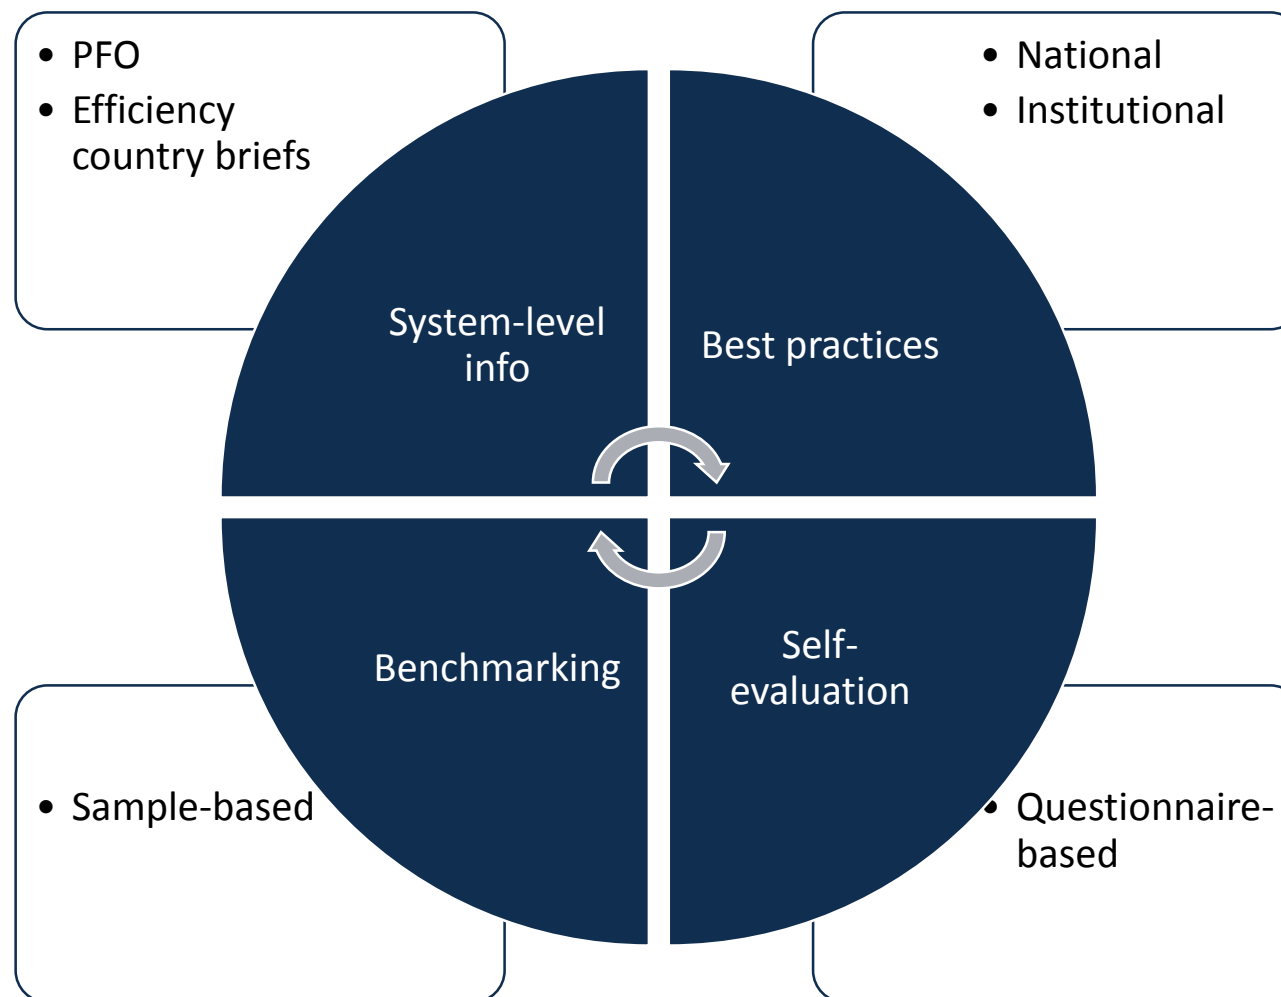 • PFO
• Efficiency
country briefs
• National
• Institutional
System-level
info
Best practices
Benchmarking
Self-
evaluation
• Sample-based
• Questionnaire-
based